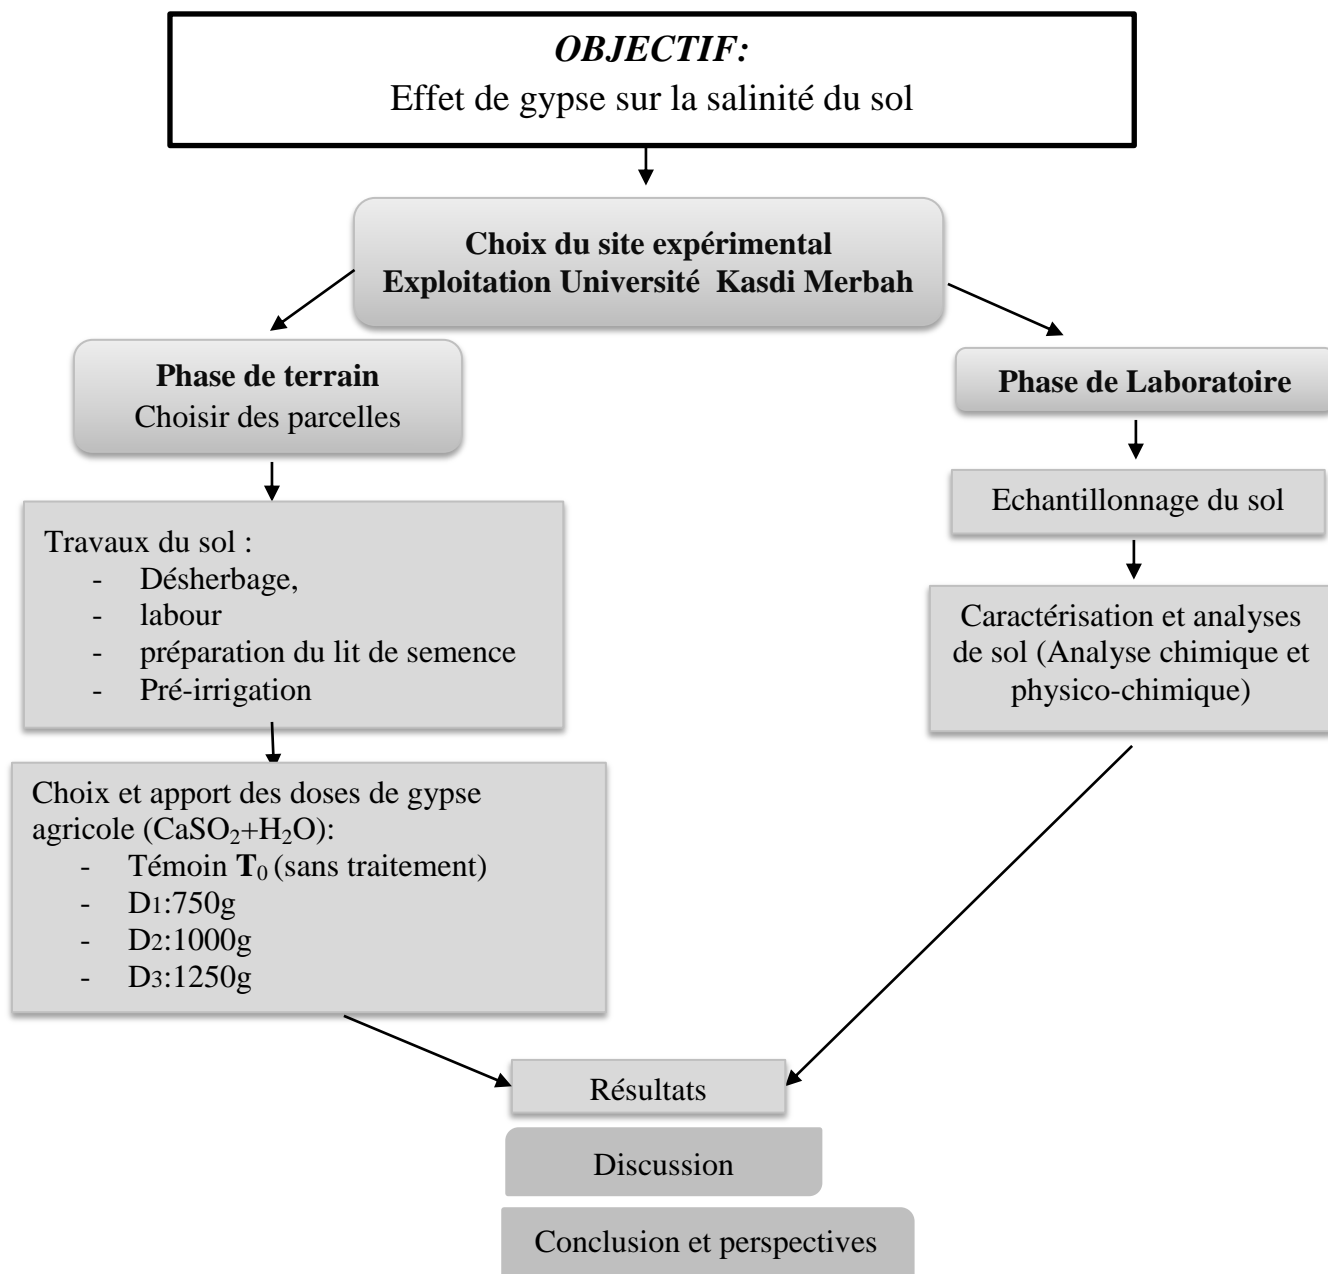 OBJECTIF:
Effet de gypse sur la salinité du sol
Choix du site expérimental
Exploitation Université Kasdi Merbah
Phase de terrain
Choisir des parcelles
Travaux du sol :
- Désherbage,
- labour
- préparation du lit de semence
- Pré-irrigation
Choix et apport des doses de gypse
agricole (CaSO₂+H₂O):
- Témoin T₀ (sans traitement)
- D1:750g
- D2:1000g
- D3:1250g
Phase de Laboratoire
Echantillonnage du sol
Caractérisation et analyses
de sol (Analyse chimique et
physico-chimique)
Résultats
Discussion
Conclusion et perspectives